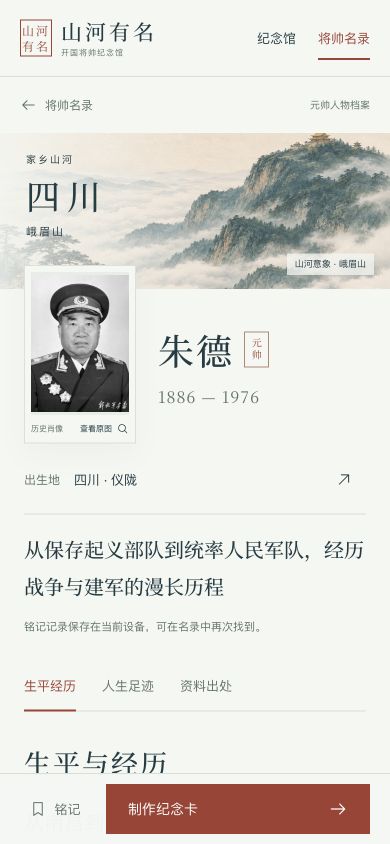 山河有名
山河有名
开国将帅纪念馆
纪念馆
将帅名录
将帅名录
元帅人物档案
家乡山河
四川
峨眉山
山河意象 · 峨眉山
朱德
元帅
1886 — 1976
历史肖像
查看原图
出生地
四川 · 仪陇
从保存起义部队到统率人民军队，经历
战争与建军的漫长历程
铭记记录保存在当前设备，可在名录中再次找到。
生平经历
人生足迹
资料出处
生平与经历
铭记
制作纪念卡